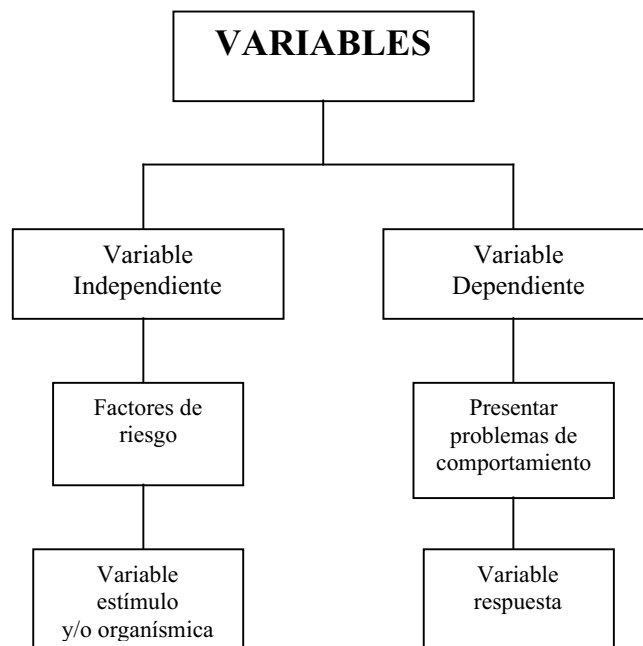 VARIABLES
Variable
Independiente
Variable
Dependiente
Factores de
riesgo
Presentar
problemas de
comportamiento
Variable
estímulo
y/o organísmica
Variable
respuesta